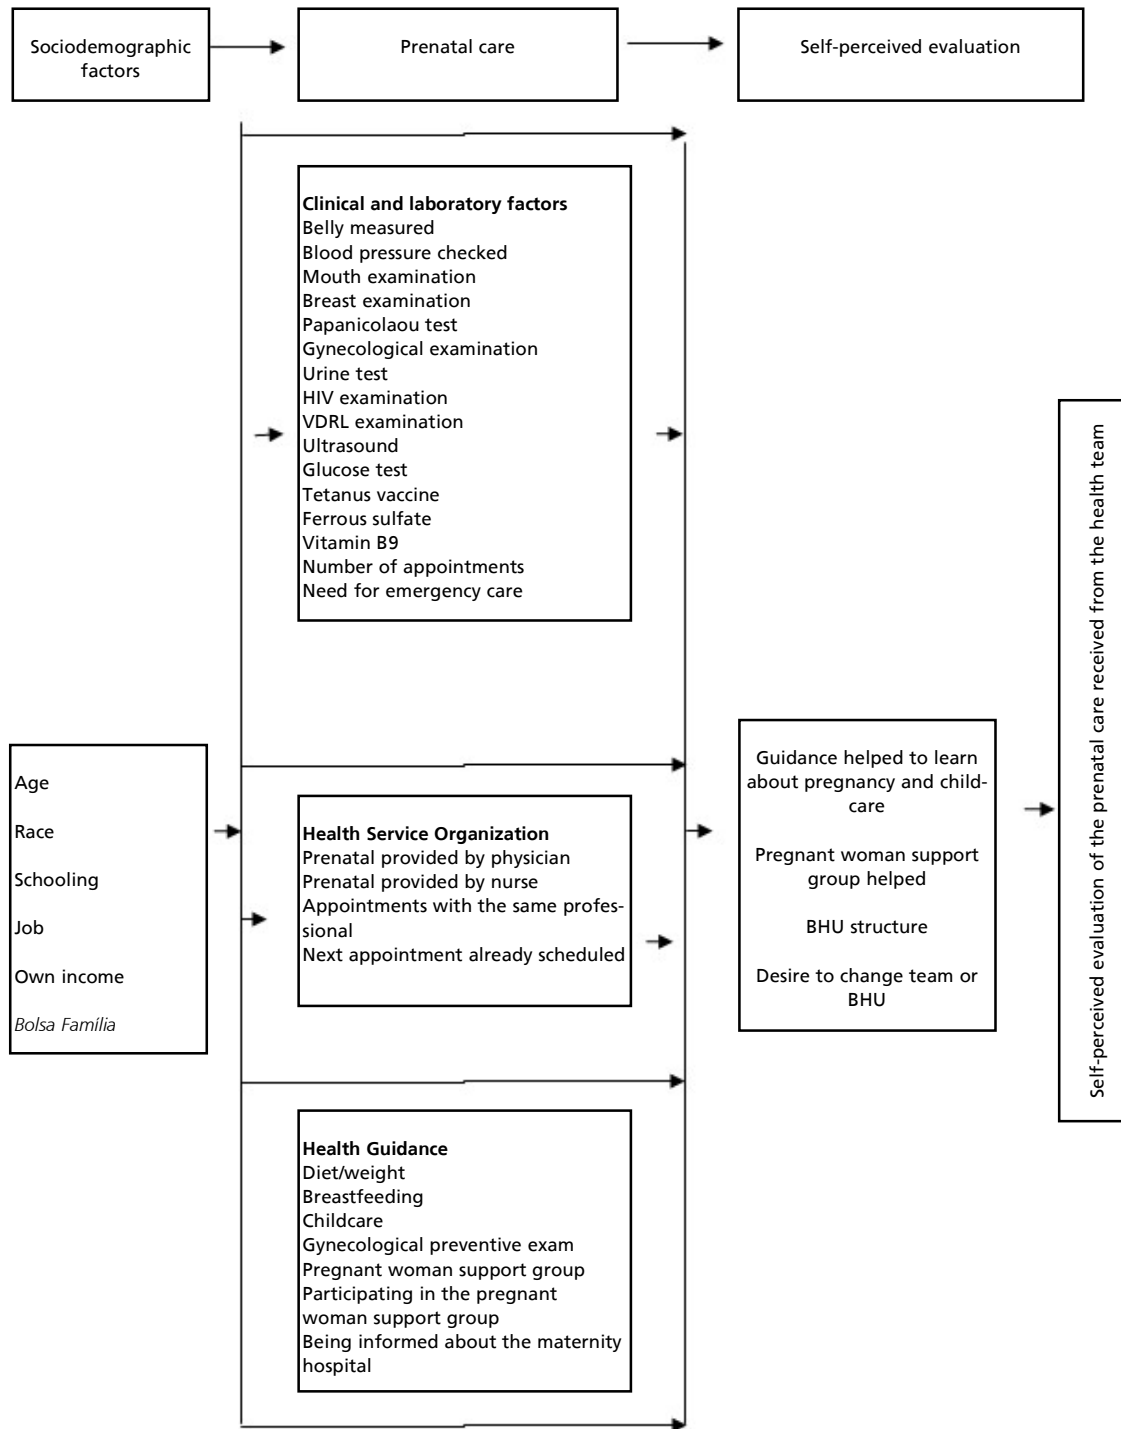 Sociodemographic
factors
Prenatal care
Self-perceived evaluation
Clinical and laboratory factors
Belly measured
Blood pressure checked
Mouth examination
Breast examination
Papanicolaou test
Gynecological examination
Urine test
HIV examination
VDRL examination
Ultrasound
Glucose test
Tetanus vaccine
Ferrous sulfate
Vitamin B9
Number of appointments
Need for emergency care
Age
Race
Schooling
Job
Own income
Bolsa Família
Health Service Organization
Prenatal provided by physician
Prenatal provided by nurse
Appointments with the same profes-
sional
Next appointment already scheduled
Health Guidance
Diet/weight
Breastfeeding
Childcare
Gynecological preventive exam
Pregnant woman support group
Participating in the pregnant
woman support group
Being informed about the maternity
hospital
Guidance helped to learn
about pregnancy and child-
care
Pregnant woman support
group helped
BHU structure
Desire to change team or
BHU
Self-perceived evaluation of the prenatal care received from the health team